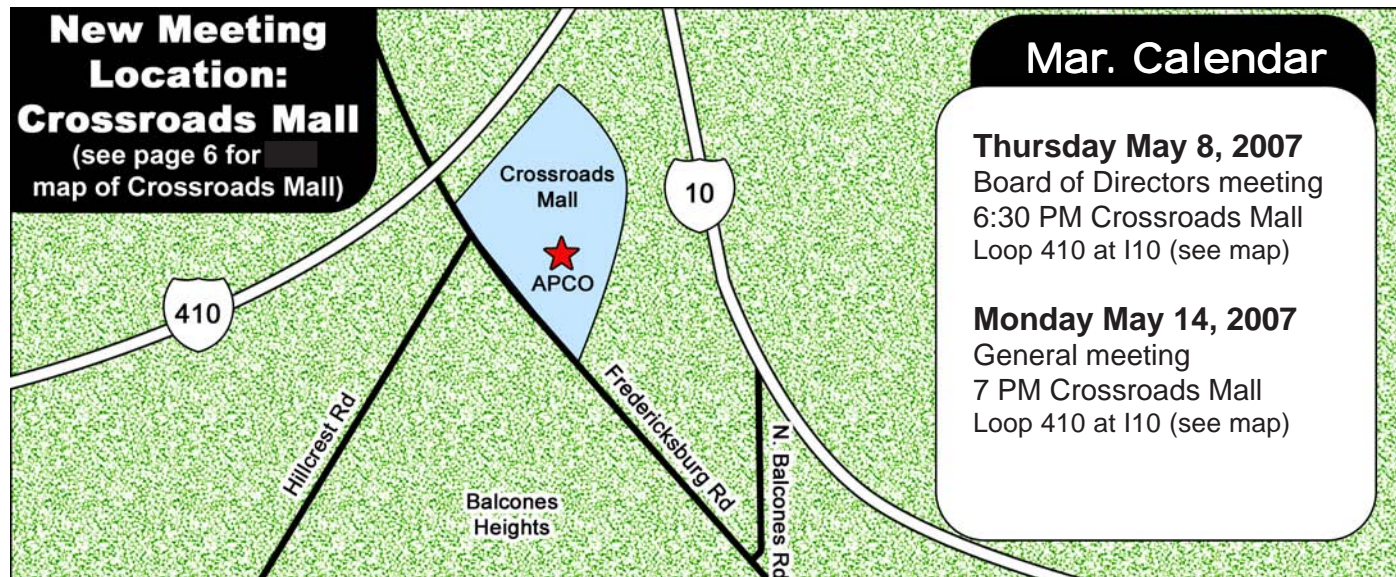 New Meeting
Location:
Crossroads Mall
(see page 6 for
map of Crossroads Mall)
Mar. Calendar
Thursday May 8, 2007
Board of Directors meeting
6:30 PM Crossroads Mall
Loop 410 at I10 (see map)
Monday May 14, 2007
General meeting
7 PM Crossroads Mall
Loop 410 at I10 (see map)
Crossroads
Mall
APCO
10
410
Hillcrest Rd
Fredericksburg Rd
N. Balcones Rd
Balcones
Heights